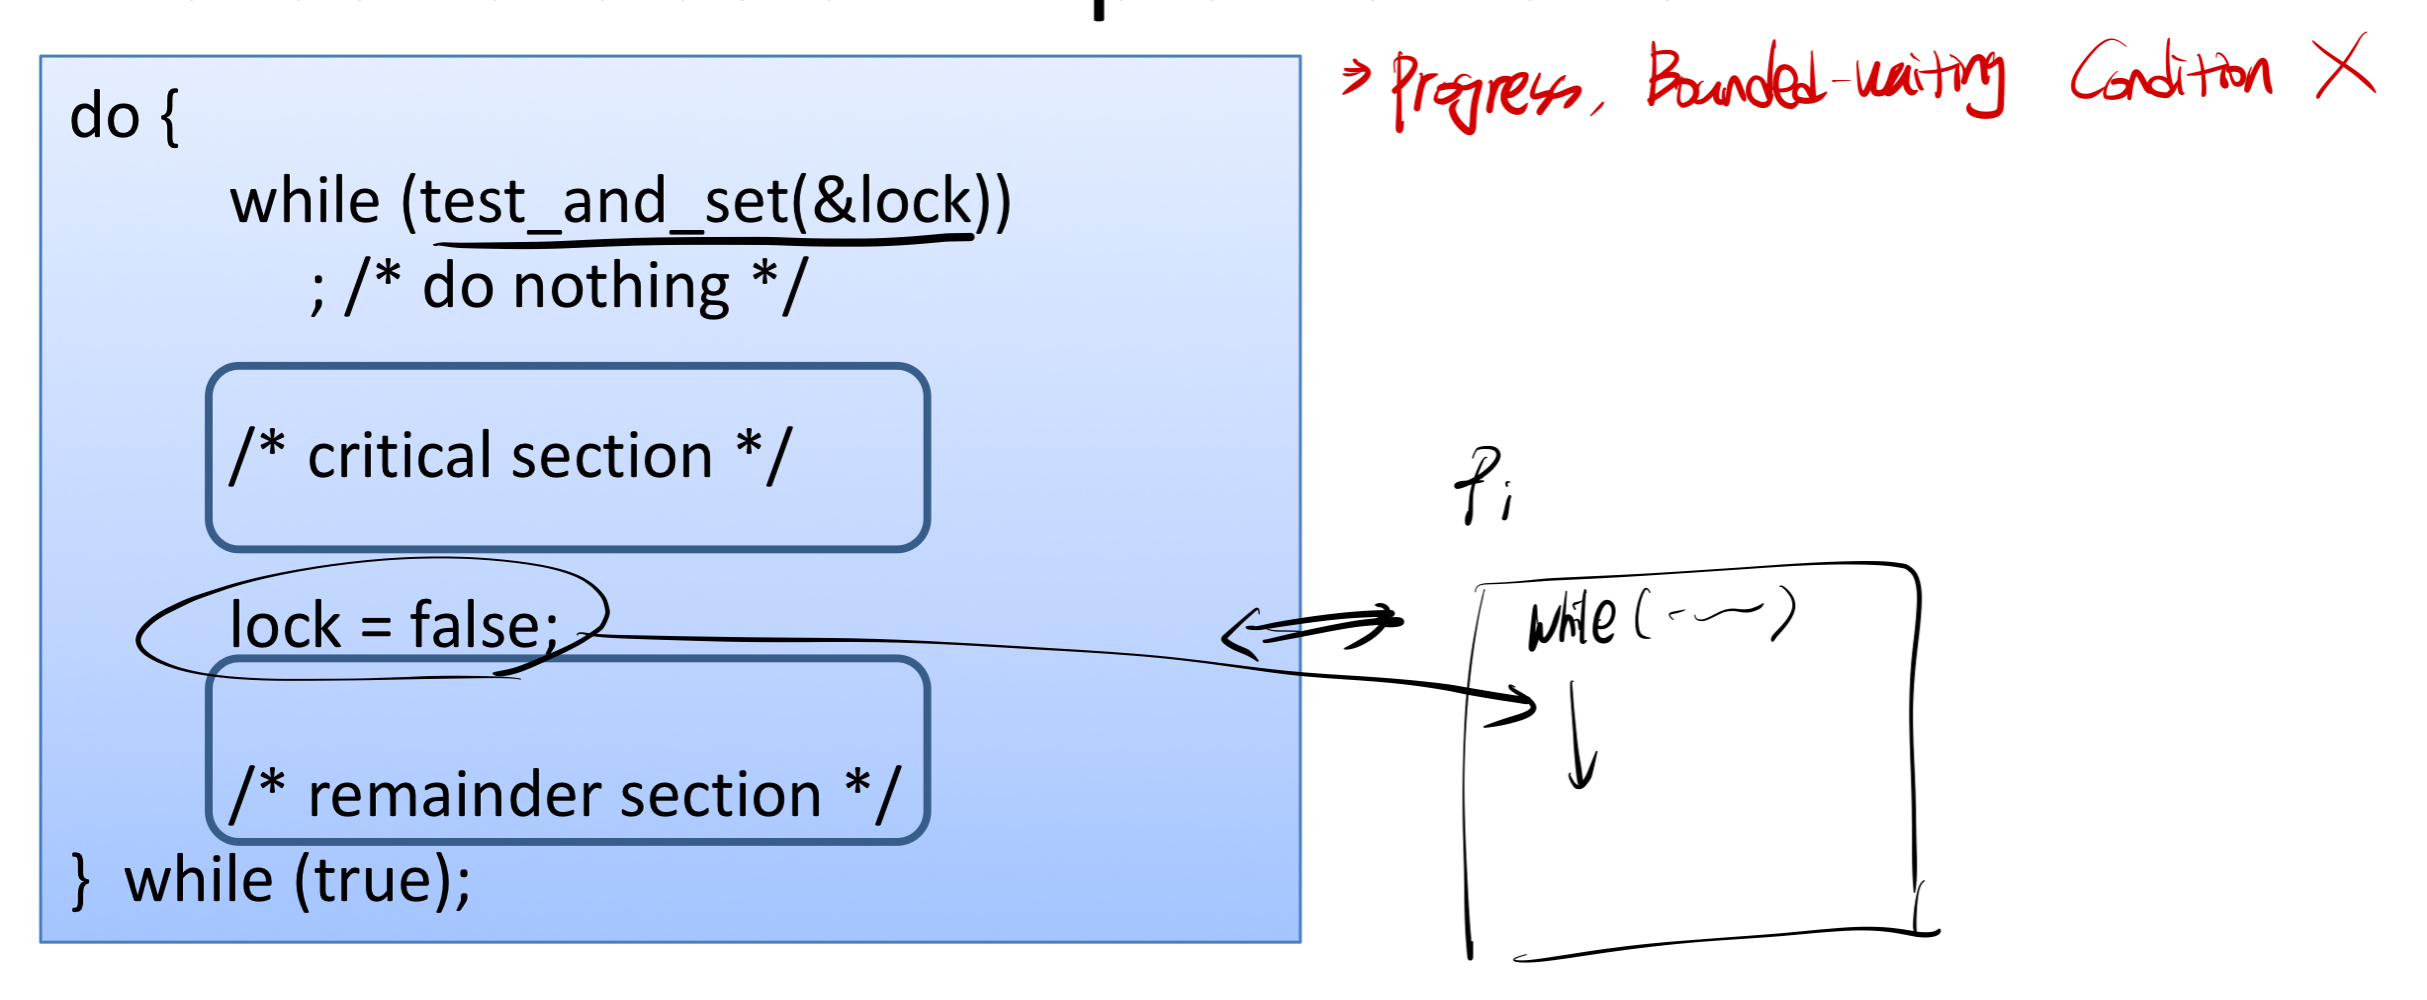 ⇒ Progress, Bounded-waiting Condition X
do {
while (test_and_set(&lock))
; /* do nothing */
/* critical section */
Pi
lock = false;
while ( )
/* remainder section */
} while (true);